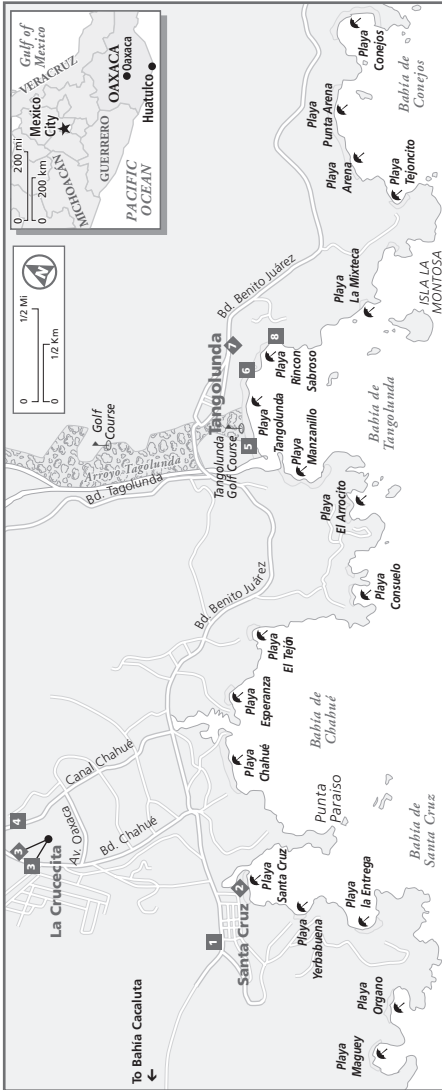 To Bahía Cacaluta
La Crucecita
3
3
4
Av. Oaxaca
Canal Chahué
Bd. Chahué
1
Santa Cruz
2
Playa
Santa Cruz
Playa
Yerbabuena
Playa
la Entrega
Playa
Organo
Playa
Maguey
Bahía de
Santa Cruz
Punta
Paraiso
Playa
Chahué
Playa
Esperanza
Playa
El Tejón
Bahía de
Chahué
Bd. Benito Juárez
Playa
Consuelo
Playa
El Arrocito
Bd. Tagolunda
Arroyo Tagolunda
Golf
Course
Tangolunda
Golf Course
Tangolunda
5
6
7
8
Playa
Manzanillo
Playa
Tangolunda
Playa
Rincon
Sabroso
Bd. Benito Juárez
Bahía de
Tangolunda
Playa
La Mixteca
ISLA LA
MONTOSA
Playa
Tejoncito
Playa
Arena
Playa
Punta Arena
Playa
Conejos
Bahía de
Conejos
0 1/2 Mi
0 1/2 Km
N
0 200 mi
0 200 km
Gulf of
Mexico
VERACRUZ
Mexico
City
MICHOACÁN
GUERRERO
OAXACA
Oaxaca
Huatulco
PACIFIC
OCEAN